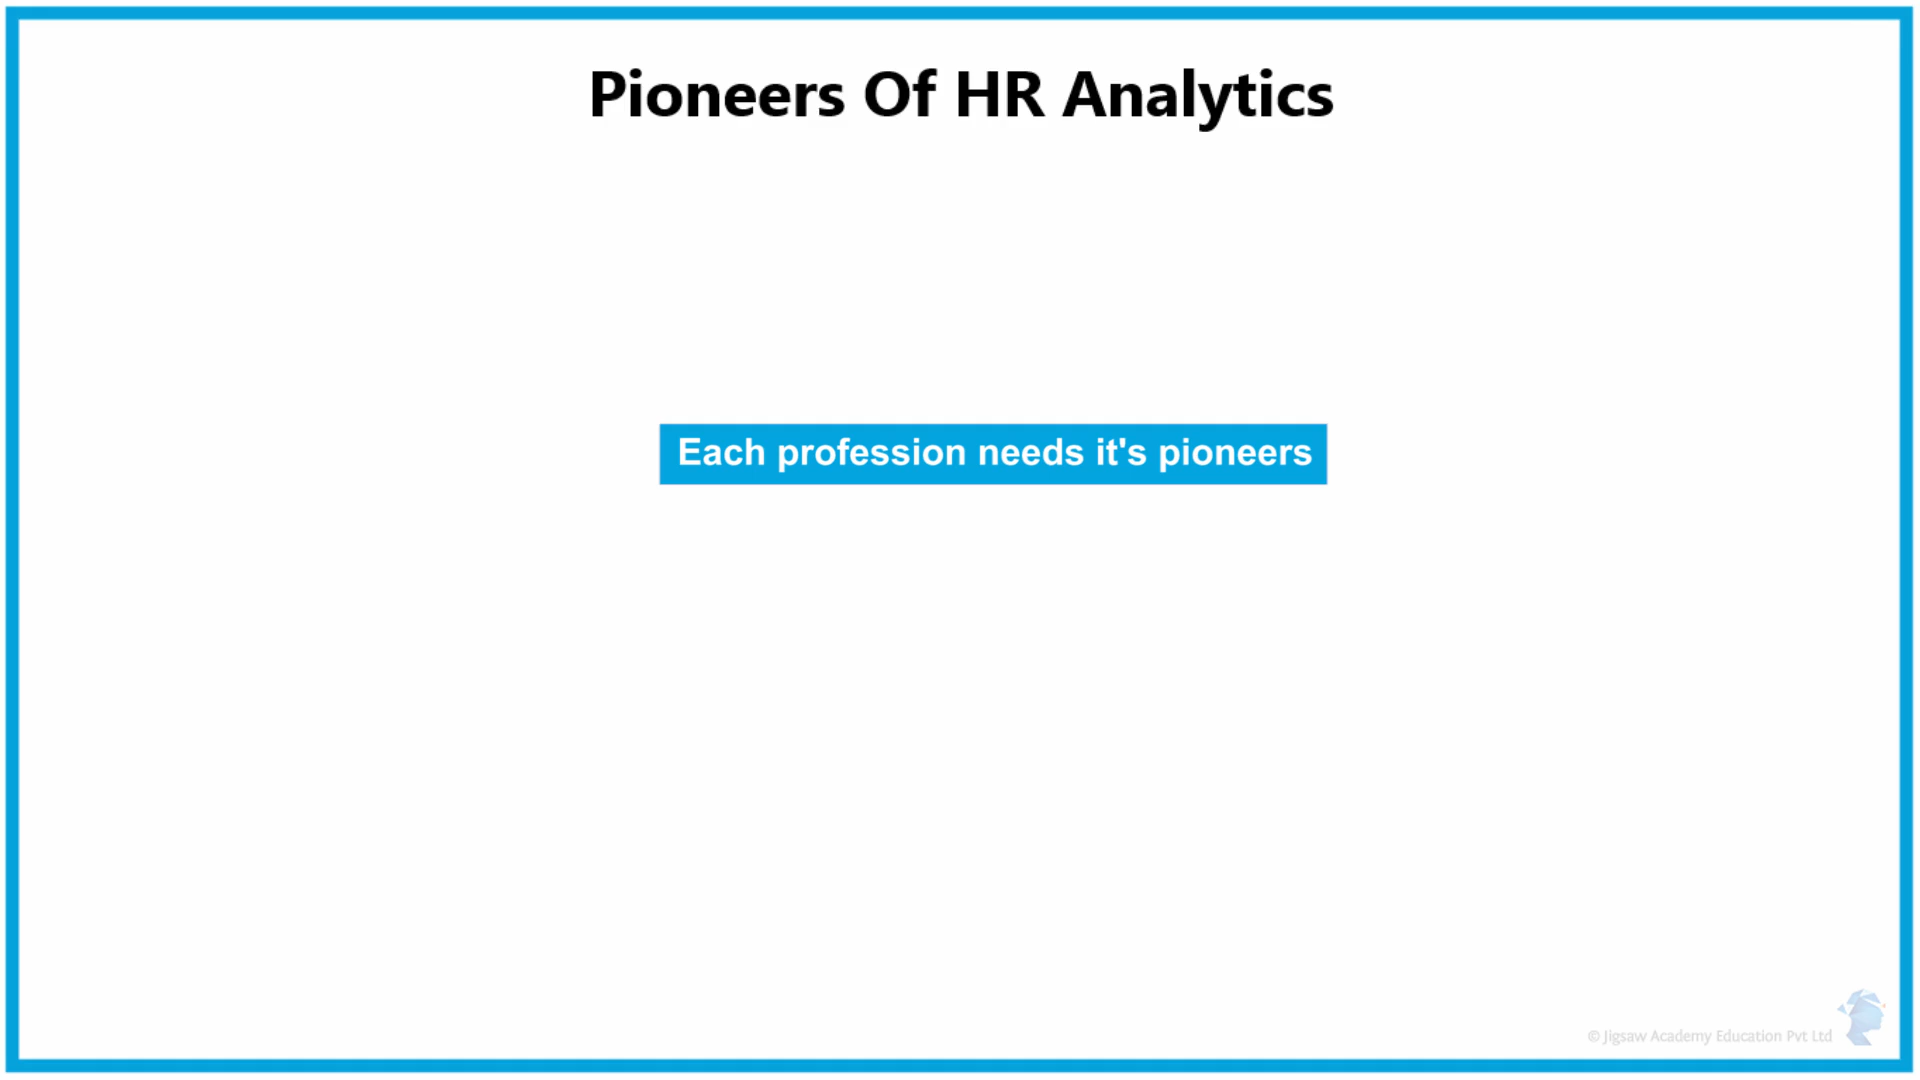 Pioneers Of HR Analytics
Each profession needs it's pioneers
© Jigsaw Academy Education Pvt Ltd